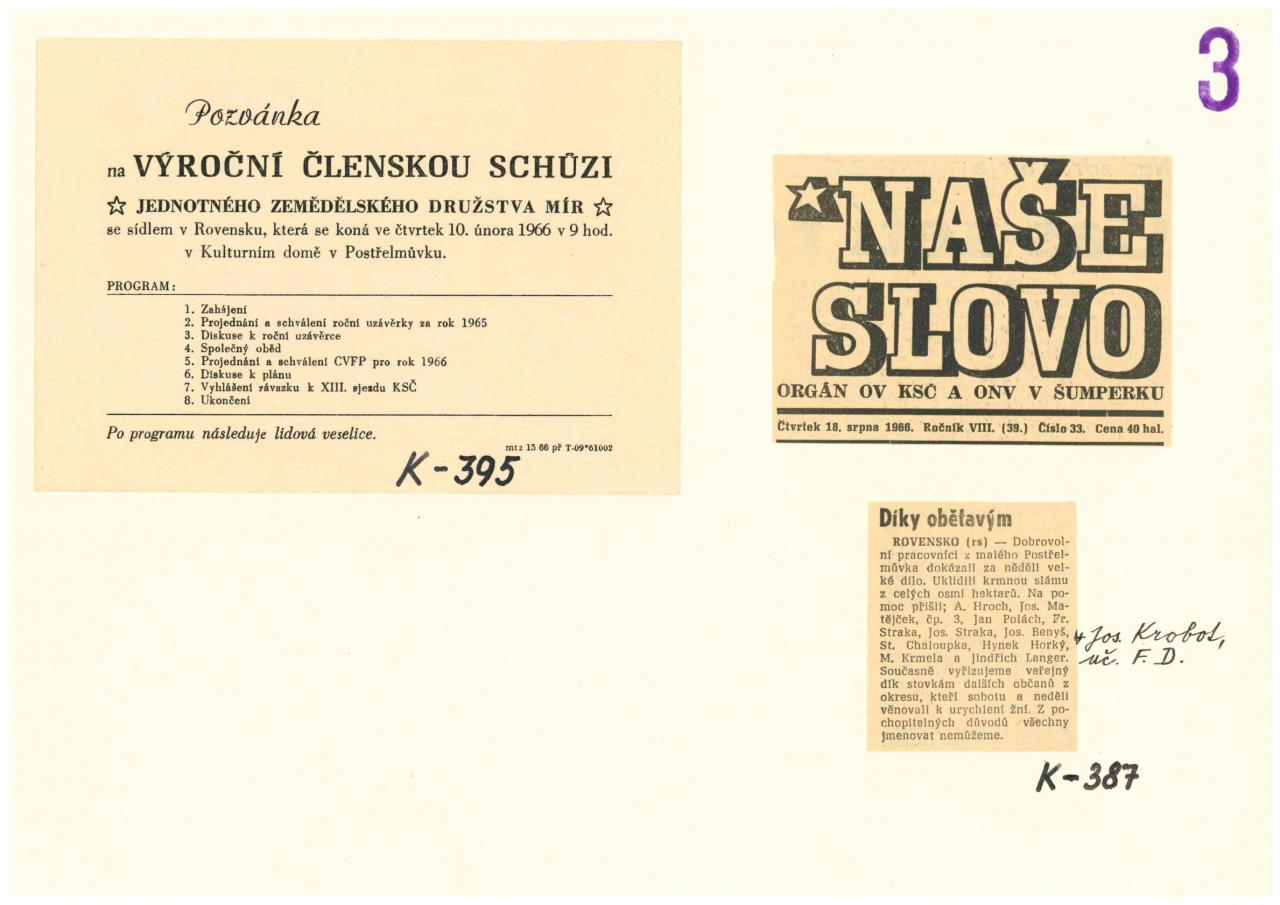 3
Pozvánka
na VÝROČNÍ ČLENSKOU SCHŮZI
☆ JEDNOTNÉHO ZEMĚDĚLSKÉHO DRUŽSTVA MÍR ☆
se sídlem v Rovensku, která se koná ve čtvrtek 10. února 1966 v 9 hod.
v Kulturním domě v Postřelmůvku.
PROGRAM:
1. Zahájení
2. Projednání a schválení roční uzávěrky za rok 1965
3. Diskuse k roční uzávěrce
4. Společný oběd
5. Projednání a schválení CVFP pro rok 1966
6. Diskuse k plánu
7. Vyhlášení závazku k XIII. sjezdu KSČ
8. Ukončení
Po programu následuje lidová veselice.
mtz 15 66 př T-09*61002
K-395
NAŠE
SLOVO
ORGÁN OV KSČ A ONV V ŠUMPERKU
Čtvrtek 18. srpna 1966. Ročník VIII. (39.) Číslo 33. Cena 40 hal.
Díky obětavým
ROVENSKO (rs) — Dobrovol-
ní pracovníci z malého Postřel-
můvka dokázali za neděli vel-
ké dílo. Uklidili krmnou slámu
z celých osmi hektarů. Na po-
moc přišli; A. Hroch, Jos. Ma-
tějček, čp. 3, Jan Polách, Fr.
Straka, Jos. Straka, Jos. Benyš,
St. Chaloupka, Hynek Horký,
M. Krmela a Jindřich Langer.
Současně vyřizujeme veřejný
dík stovkám dalších občanů z
okresu, kteří sobotu a neděli
věnovali k urychlení žní. Z po-
chopitelných důvodů všechny
jmenovat nemůžeme.
+ Jos. Krobot,
uč. F. D.
K-387